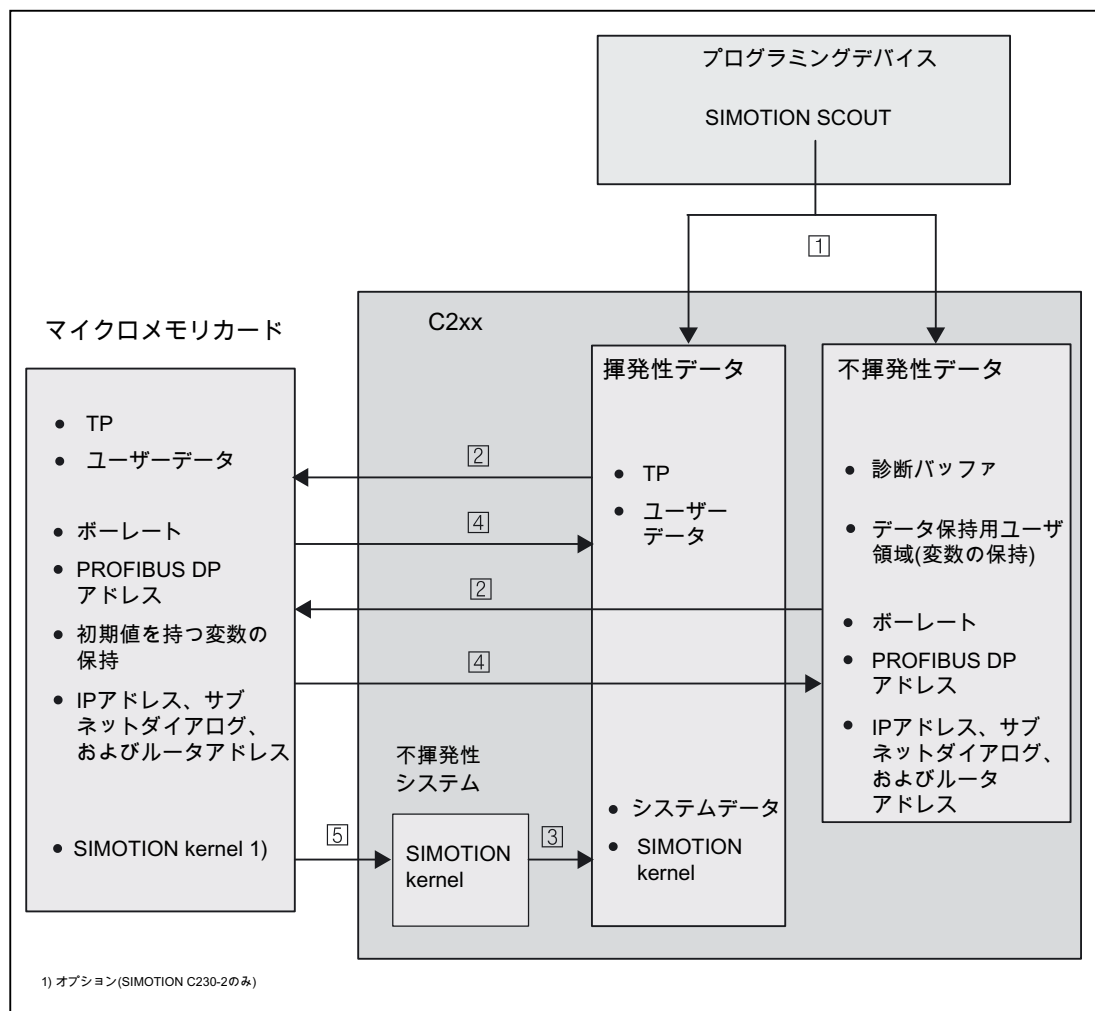 プログラミングデバイス
SIMOTION SCOUT
1
マイクロメモリカード
• TP
• ユーザーデータ
• ボーレート
• PROFIBUS DP
アドレス
• 初期値を持つ変数の
保持
• IPアドレス、サブ
ネットダイアログ、
およびルータアドレス
• SIMOTION kernel 1)
C2xx
2
4
2
4
不揮発性
システム
5
SIMOTION
kernel
3
揮発性データ
• TP
• ユーザー
データ
• システムデータ
• SIMOTION
kernel
不揮発性データ
• 診断バッファ
• データ保持用ユーザ
領域(変数の保持)
• ボーレート
• PROFIBUS DP
アドレス
• IPアドレス、サブ
ネットダイアログ、
およびルータ
アドレス
1) オプション(SIMOTION C230-2のみ)